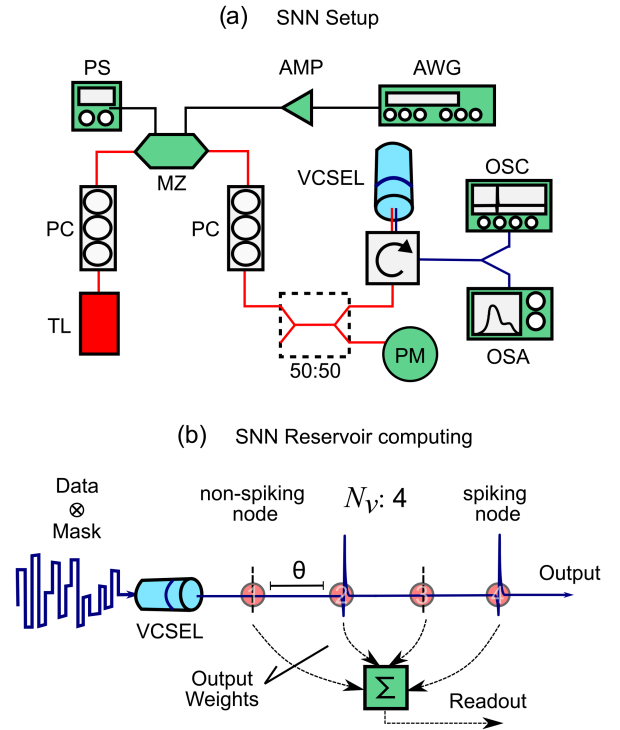 (a) SNN Setup
PS
AMP
AWG
MZ
VCSEL
OSC
PC
PC
TL
PM
OSA
50:50
(b) SNN Reservoir computing
Data
⊗
Mask
non-spiking
node
N_v: 4
spiking
node
θ
1
2
3
4
Output
VCSEL
Output
Weights
Σ
Readout